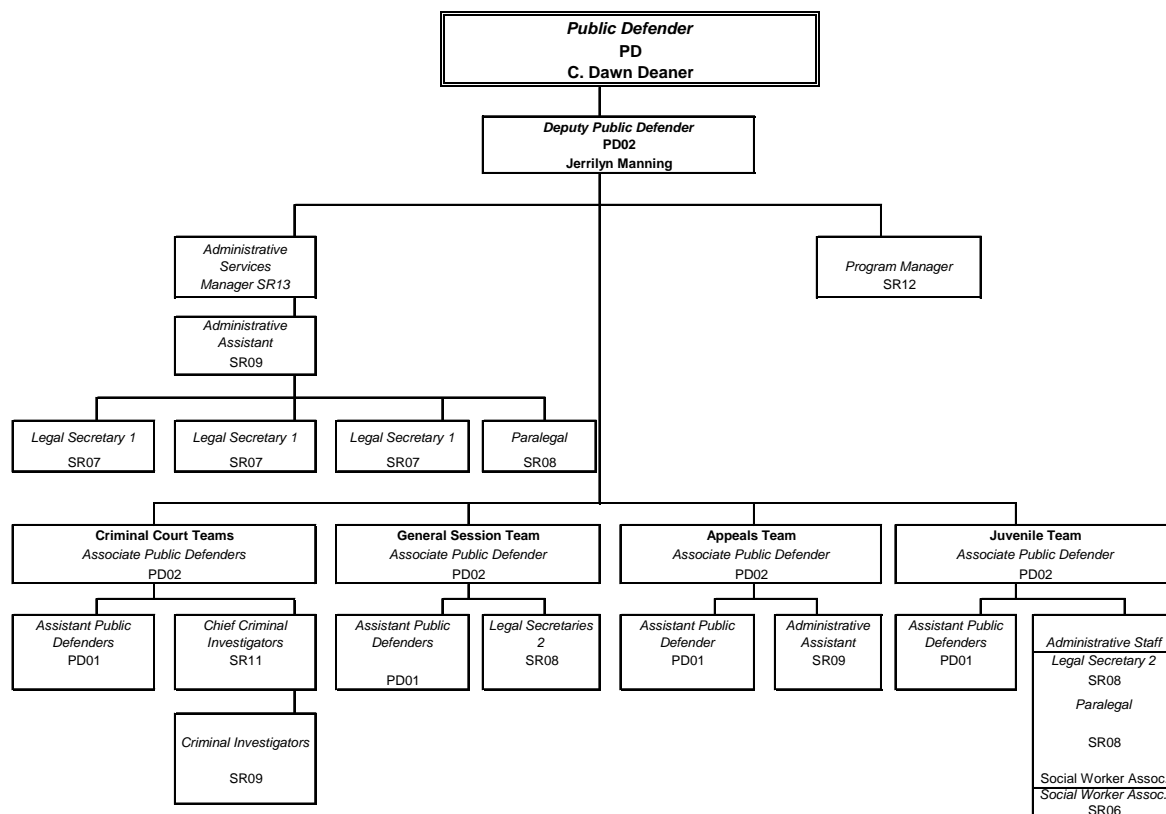 Public Defender
PD
C. Dawn Deaner
Deputy Public Defender
PD02
Jerrilyn Manning
Administrative
Services
Manager SR13
Program Manager
SR12
Administrative
Assistant
SR09
Legal Secretary 1
SR07
Legal Secretary 1
SR07
Legal Secretary 1
SR07
Paralegal
SR08
Criminal Court Teams
Associate Public Defenders
PD02
General Session Team
Associate Public Defender
PD02
Appeals Team
Associate Public Defender
PD02
Juvenile Team
Associate Public Defender
PD02
Assistant Public
Defenders
PD01
Chief Criminal
Investigators
SR11
Assistant Public
Defenders
PD01
Legal Secretaries
2
SR08
Assistant Public
Defender
PD01
Administrative
Assistant
SR09
Assistant Public
Defenders
PD01
Administrative Staff
Legal Secretary 2
SR08
Paralegal
SR08
Social Worker Assoc.
Social Worker Assoc.
SR06
Criminal Investigators
SR09